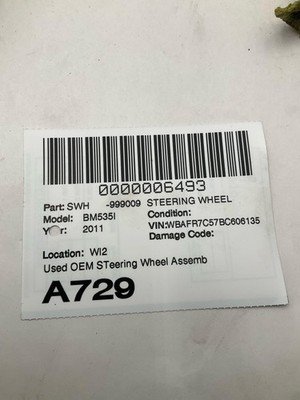 0000006493
Part: SWH -999009 STEERING WHEEL
Model: BM535I Condition:
Year: 2011 VIN:WBAFR7C57BC606135
Damage Code:
Location: WI2
Used OEM STeering Wheel Assemb
A729